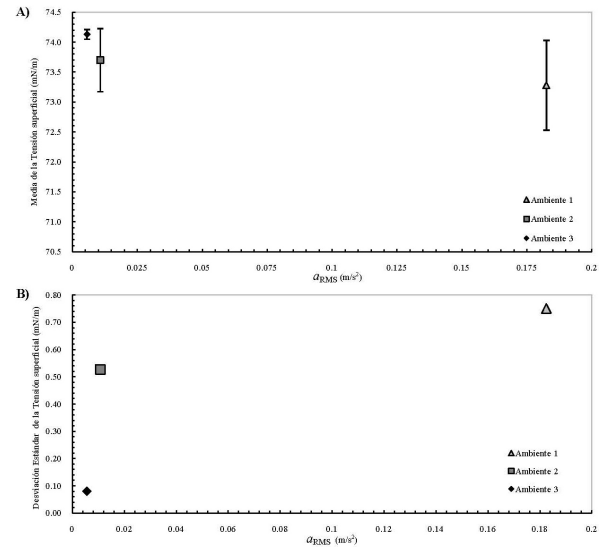 A)
74.5
74.0
73.5
73.0
72.5
72.0
71.5
71.0
70.5
Media de la Tensión superficial (mN/m)
Ambiente 1
Ambiente 2
Ambiente 3
0 0.025 0.05 0.075 0.1 0.125 0.15 0.175 0.2
aRMS (m/s²)
B)
0.80
0.70
0.60
0.50
0.40
0.30
0.20
0.10
0.00
Desviación Estándar de la Tensión superficial (mN/m)
Ambiente 1
Ambiente 2
Ambiente 3
0 0.02 0.04 0.06 0.08 0.1 0.12 0.14 0.16 0.18 0.2
aRMS (m/s²)